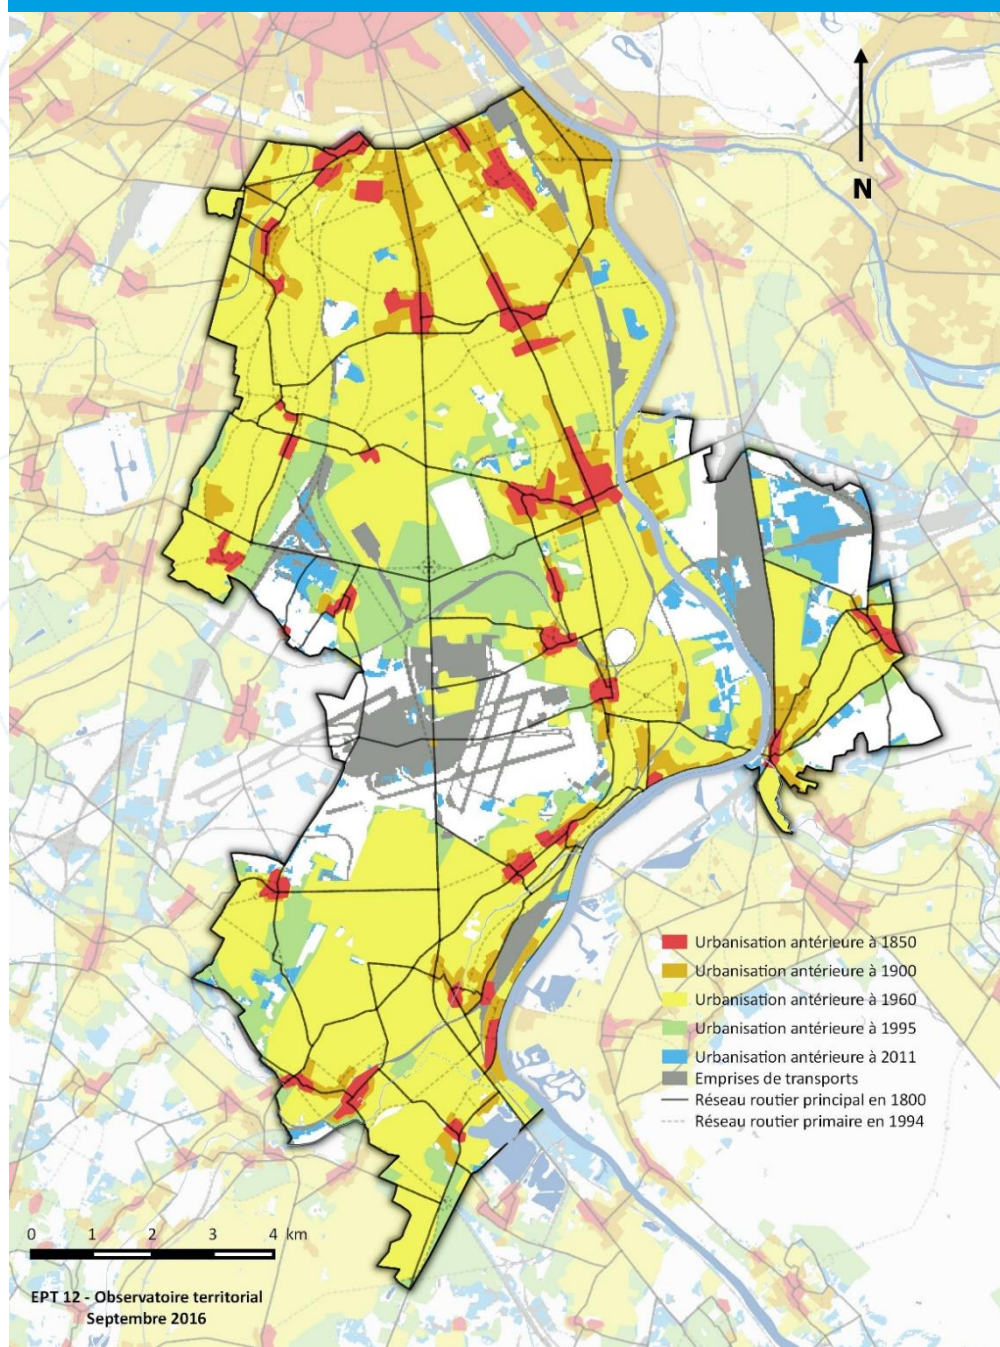 N
Urbanisation antérieure à 1850
Urbanisation antérieure à 1900
Urbanisation antérieure à 1960
Urbanisation antérieure à 1995
Urbanisation antérieure à 2011
Emprises de transports
Réseau routier principal en 1800
Réseau routier primaire en 1994
0 1 2 3 4 km
EPT 12 - Observatoire territorial
Septembre 2016